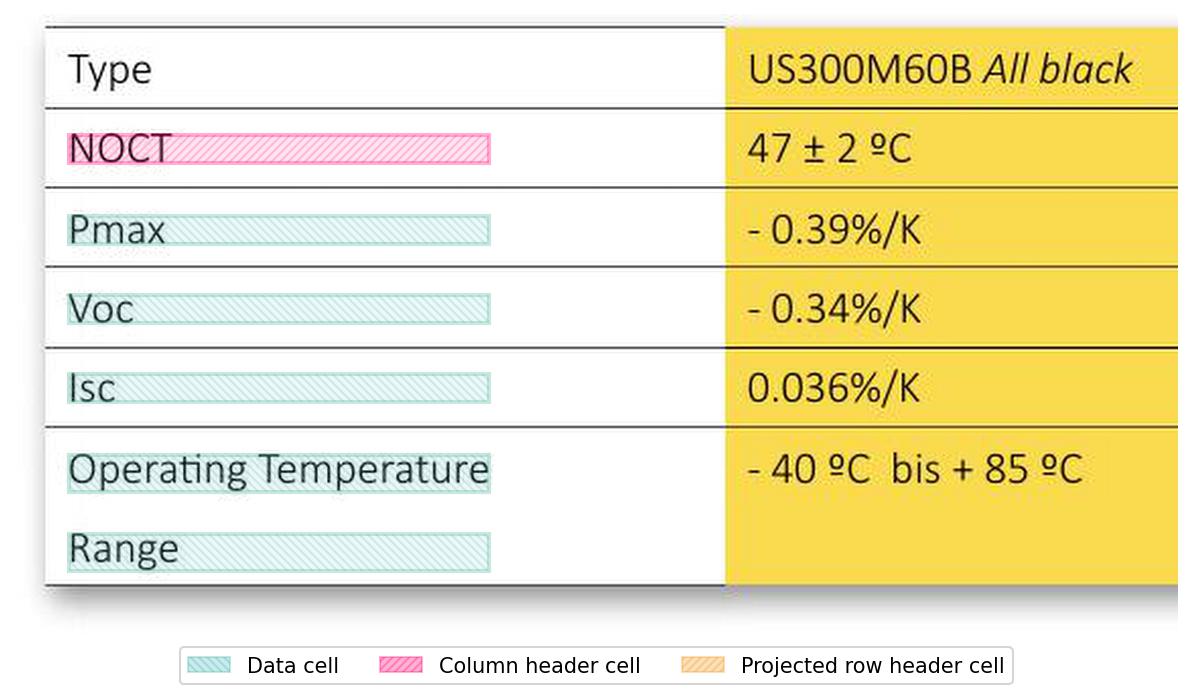 Type US300M60B All black
NOCT 47 ± 2 ºC
Pmax - 0.39%/K
Voc - 0.34%/K
Isc 0.036%/K
Operating Temperature - 40 ºC bis + 85 ºC
Range
Data cell Column header cell Projected row header cell